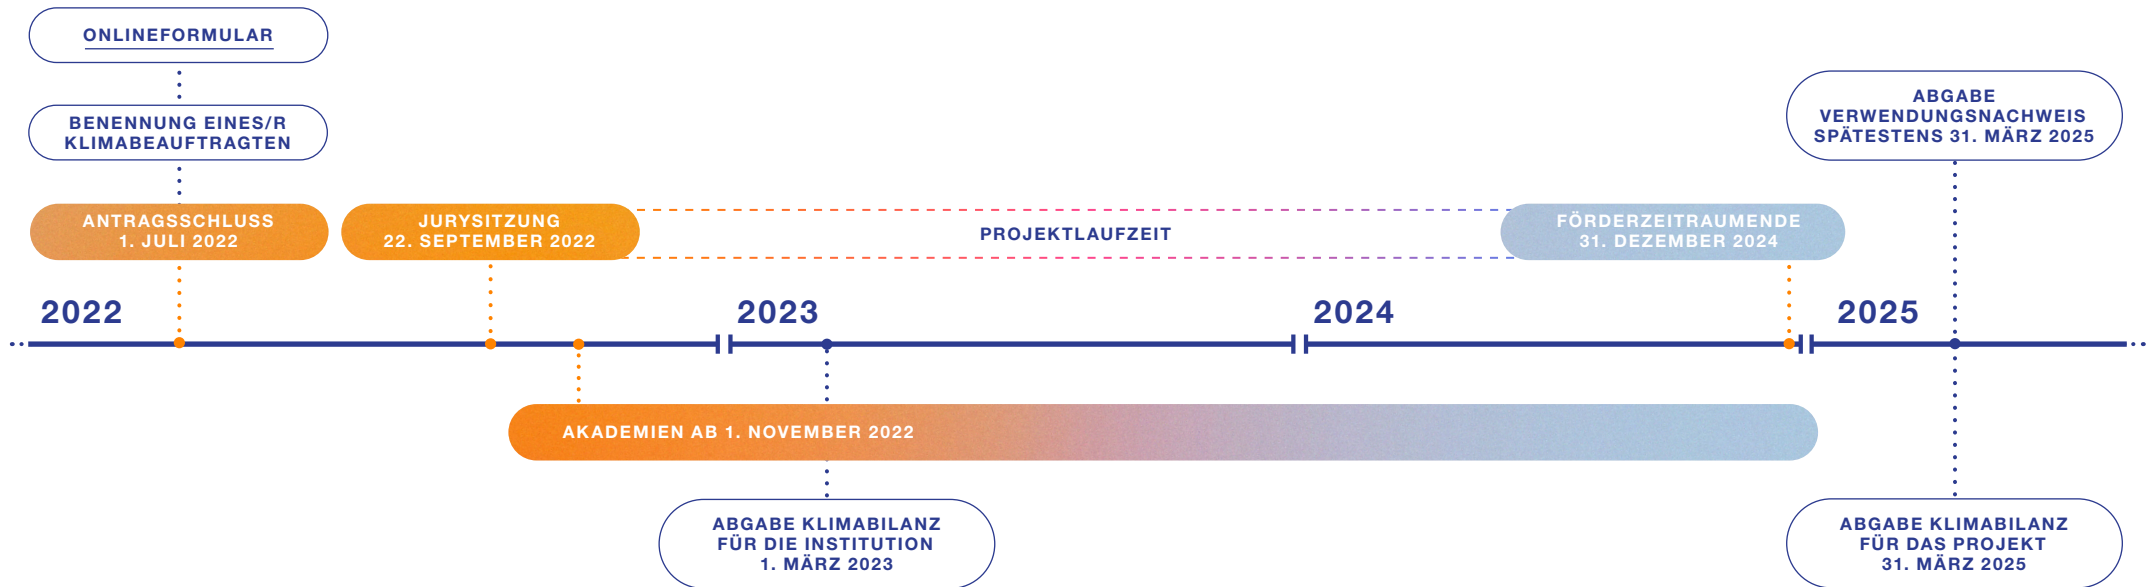 ONLINEFORMULAR
BENENNUNG EINES/R
KLIMABEAUFTRAGTEN
ABGABE
VERWENDUNGSNACHWEIS
SPÄTESTENS 31. MÄRZ 2025
ANTRAGSSCHLUSS
1. JULI 2022
JURYSITZUNG
22. SEPTEMBER 2022
PROJEKTLAUFZEIT
FÖRDERZEITRAUMENDE
31. DEZEMBER 2024
2022
2023
2024
2025
AKADEMIEN AB 1. NOVEMBER 2022
ABGABE KLIMABILANZ
FÜR DIE INSTITUTION
1. MÄRZ 2023
ABGABE KLIMABILANZ
FÜR DAS PROJEKT
31. MÄRZ 2025